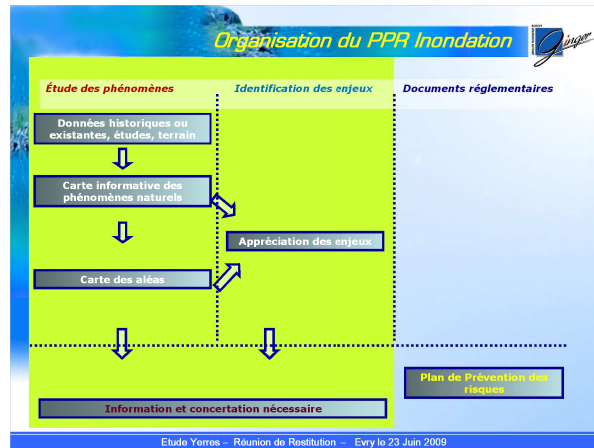 Organisation du PPR Inondation
Ginger
Étude des phénomènes
Identification des enjeux
Documents réglementaires
Données historiques ou
existantes, études, terrain
Carte informative des
phénomènes naturels
Appréciation des enjeux
Carte des aléas
Plan de Prévention des
risques
Information et concertation nécessaire
Etude Yerres – Réunion de Restitution – Evry le 23 Juin 2009